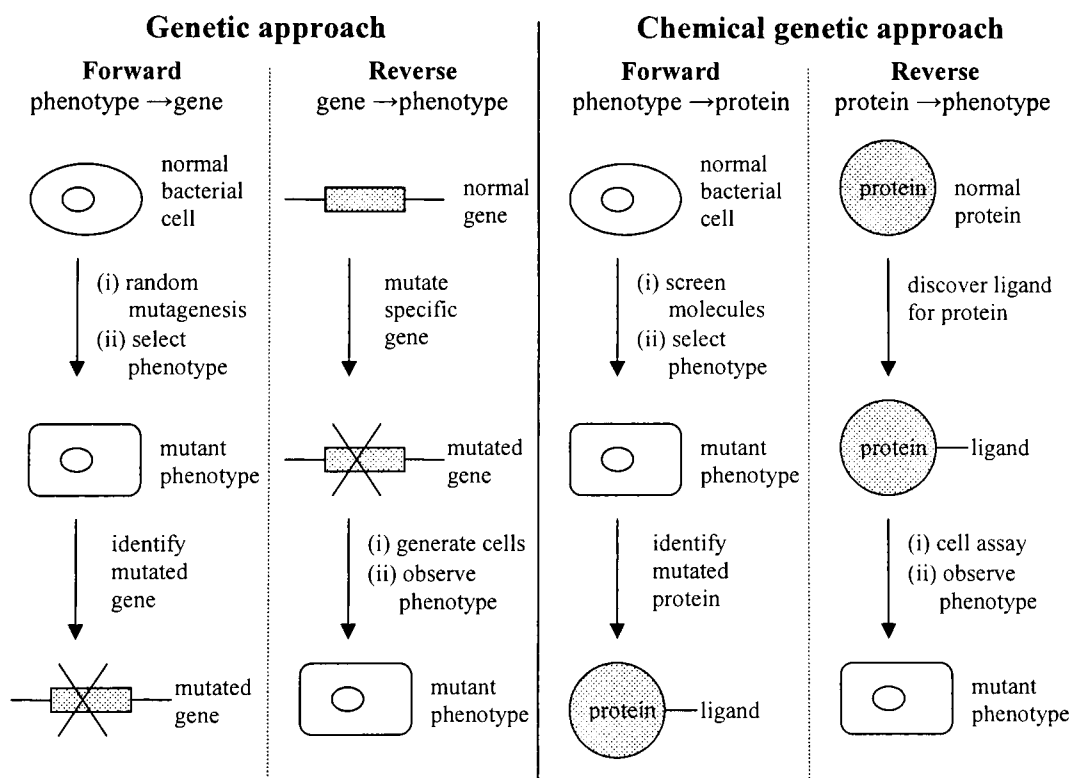 Genetic approach
Forward
phenotype →gene
normal
bacterial
cell
(i) random
mutagenesis
(ii) select
phenotype
mutant
phenotype
identify
mutated
gene
mutated
gene
Reverse
gene →phenotype
normal
gene
mutate
specific
gene
mutated
gene
(i) generate cells
(ii) observe
phenotype
mutant
phenotype
Chemical genetic approach
Forward
phenotype →protein
normal
bacterial
cell
(i) screen
molecules
(ii) select
phenotype
mutant
phenotype
identify
mutated
protein
protein
ligand
Reverse
protein →phenotype
protein
normal
protein
discover ligand
for protein
protein
ligand
(i) cell assay
(ii) observe
phenotype
mutant
phenotype